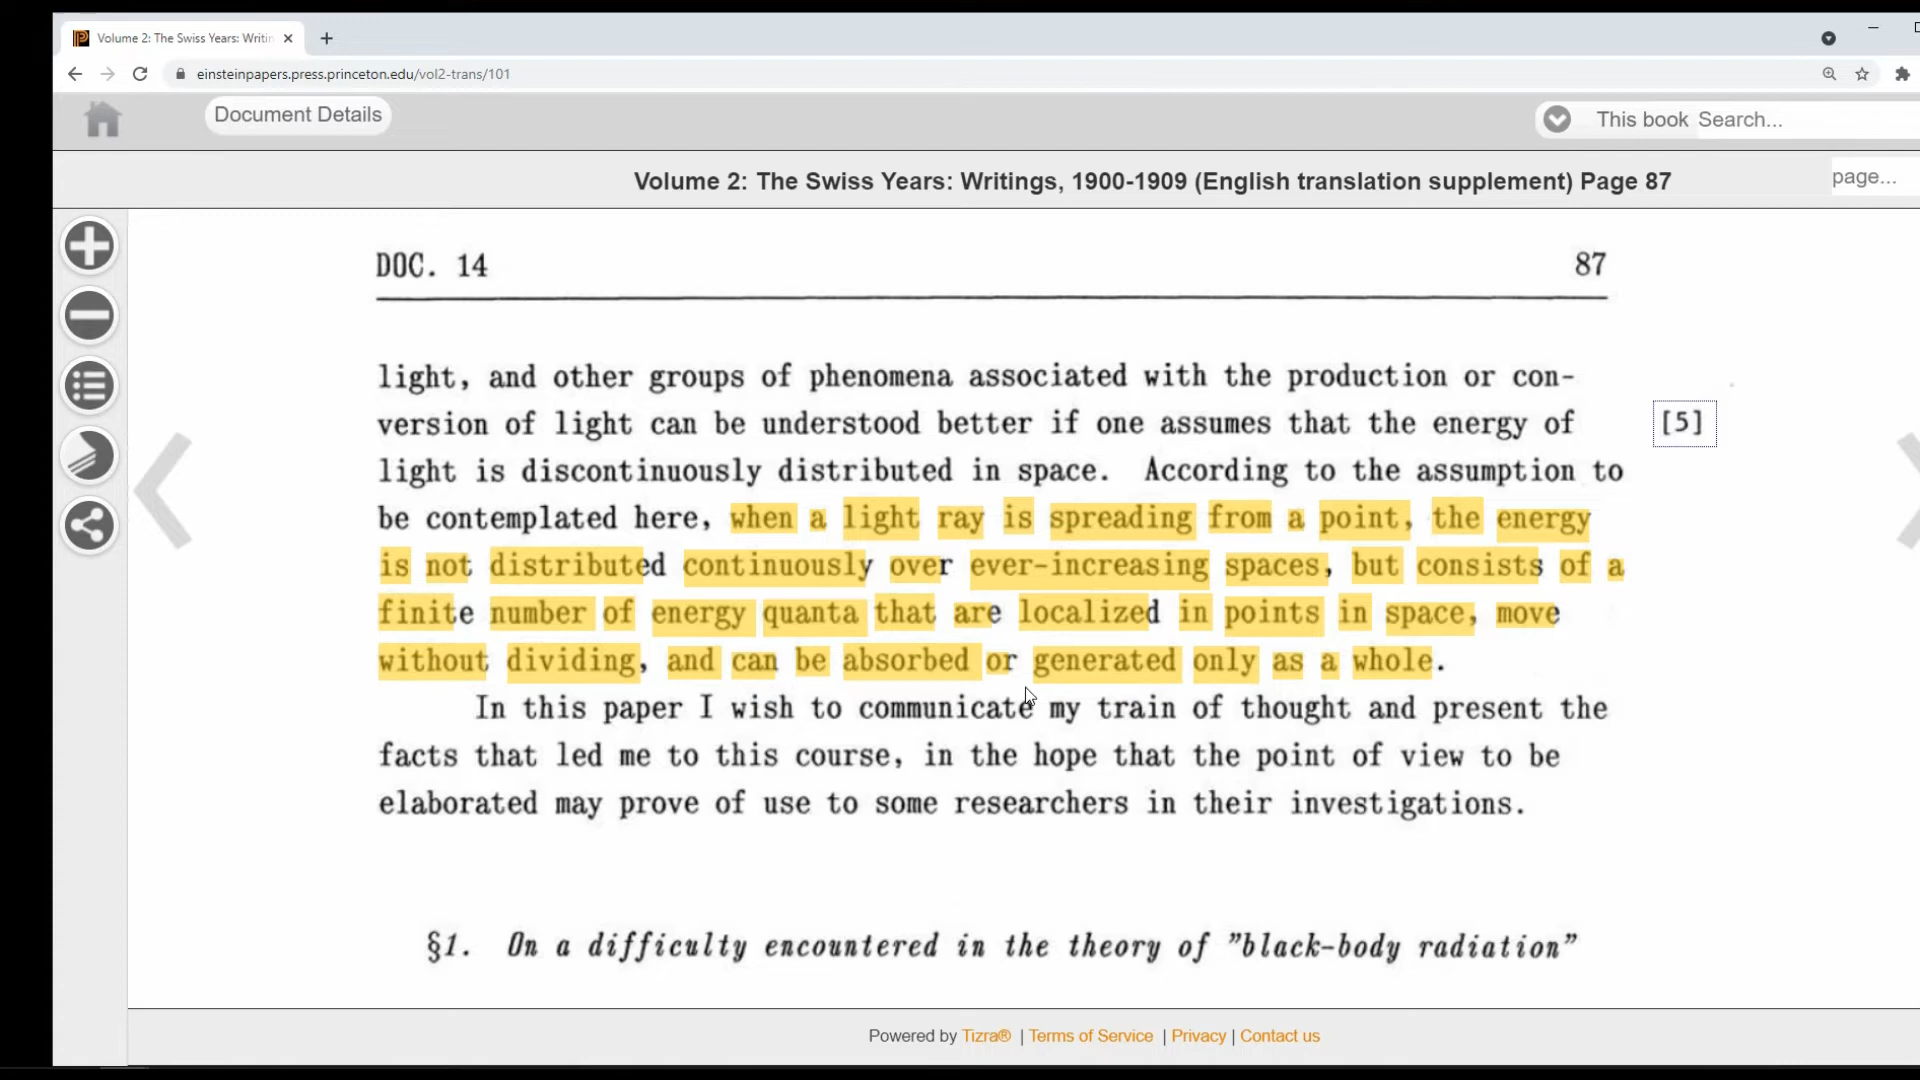 Volume 2: The Swiss Years: Writin
einsteinpapers.press.princeton.edu/vol2-trans/101
Document Details
This book Search...
Volume 2: The Swiss Years: Writings, 1900-1909 (English translation supplement) Page 87
page...
DOC. 14
87
light, and other groups of phenomena associated with the production or con-
version of light can be understood better if one assumes that the energy of
[5]
light is discontinuously distributed in space. According to the assumption to
be contemplated here, when a light ray is spreading from a point, the energy
is not distributed continuously over ever-increasing spaces, but consists of a
finite number of energy quanta that are localized in points in space, move
without dividing, and can be absorbed or generated only as a whole.
In this paper I wish to communicate my train of thought and present the
facts that led me to this course, in the hope that the point of view to be
elaborated may prove of use to some researchers in their investigations.
§1. On a difficulty encountered in the theory of "black-body radiation"
Powered by Tizra® | Terms of Service | Privacy | Contact us